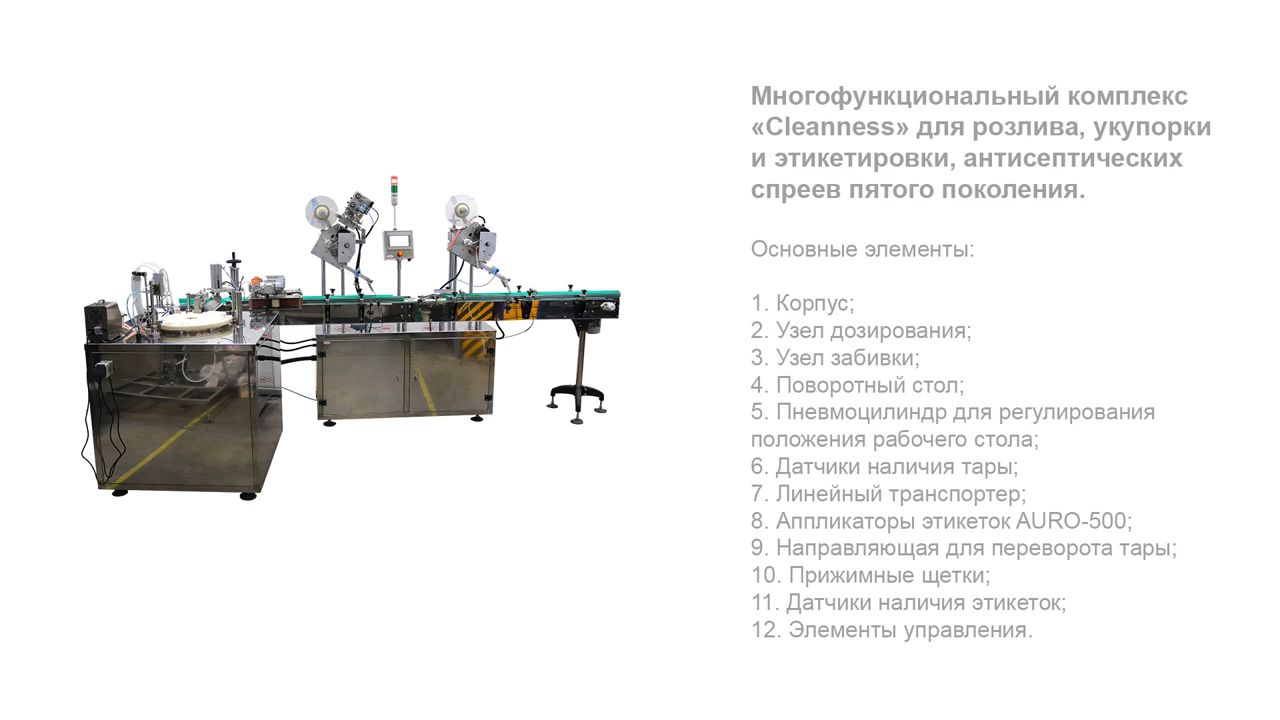 Многофункциональный комплекс
«Cleanness» для розлива, укупорки
и этикетировки, антисептических
спреев пятого поколения.
Основные элементы:
1. Корпус;
2. Узел дозирования;
3. Узел забивки;
4. Поворотный стол;
5. Пневмоцилиндр для регулирования
положения рабочего стола;
6. Датчики наличия тары;
7. Линейный транспортер;
8. Аппликаторы этикеток AURO-500;
9. Направляющая для переворота тары;
10. Прижимные щетки;
11. Датчики наличия этикеток;
12. Элементы управления.